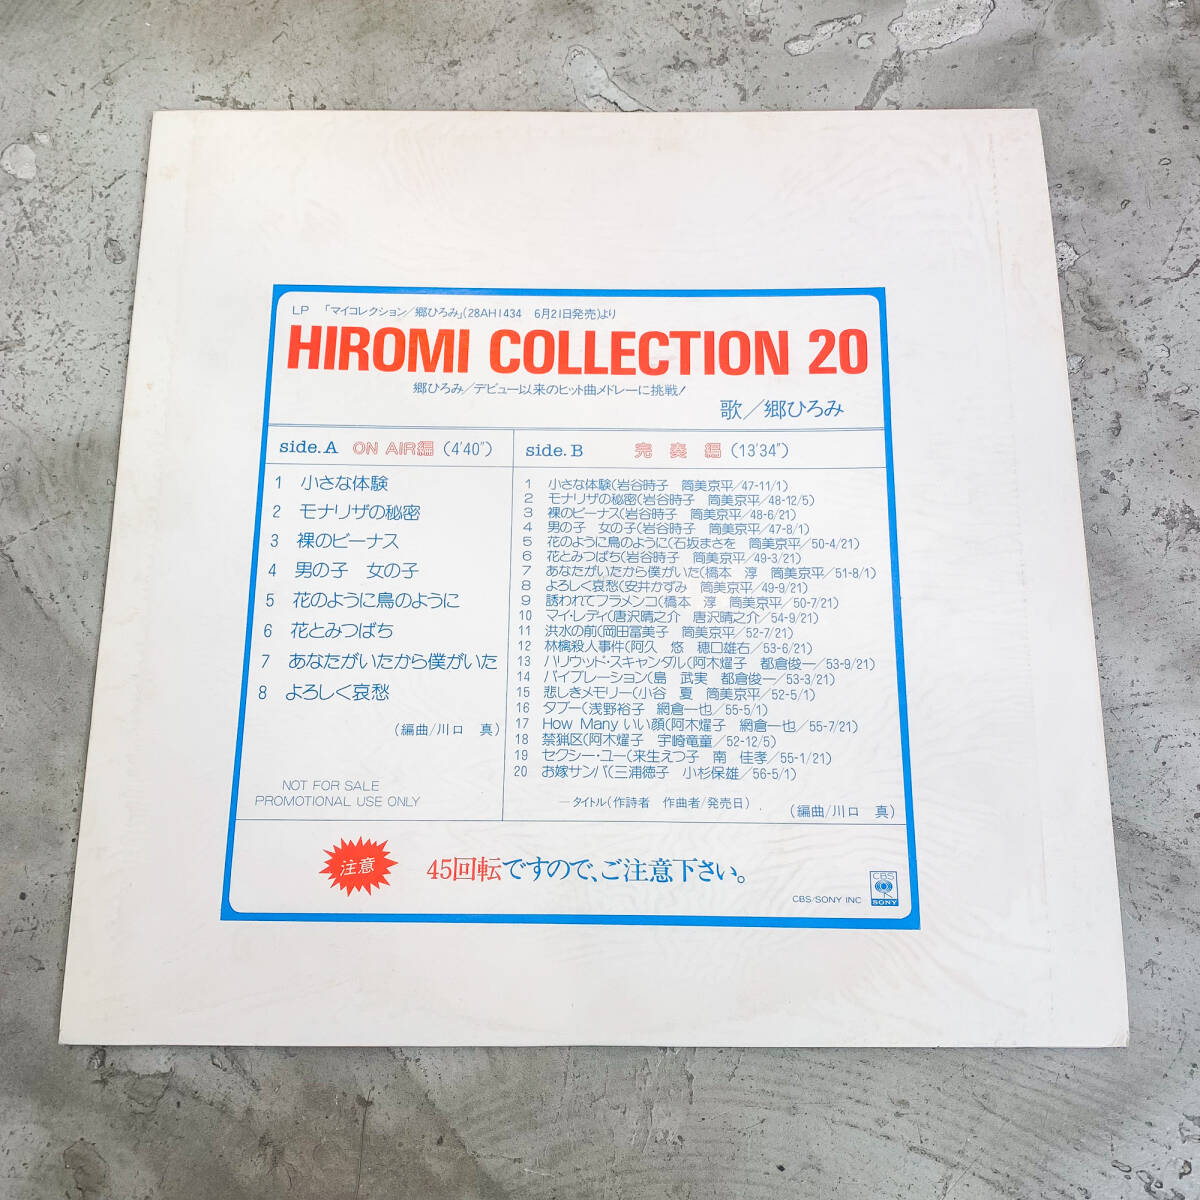 LP 「マイコレクション/郷ひろみ」(28AH1434 6月21日発売)より
HIROMI COLLECTION 20
郷ひろみ/デビュー以来のヒット曲メドレーに挑戦!
歌/郷ひろみ
side.A ON AIR編 (4'40")
1 小さな体験
2 モナリザの秘密
3 裸のビーナス
4 男の子 女の子
5 花のように鳥のように
6 花とみつばち
7 あなたがいたから僕がいた
8 よろしく哀愁
(編曲/川口 真)
NOT FOR SALE
PROMOTIONAL USE ONLY
side.B 完奏編 (13'34")
1 小さな体験(岩谷時子 筒美京平/47-11/1)
2 モナリザの秘密(岩谷時子 筒美京平/48-12/5)
3 裸のビーナス(岩谷時子 筒美京平/48-6/21)
4 男の子 女の子(岩谷時子 筒美京平/47-8/1)
5 花のように鳥のように(石坂まさを 筒美京平/50-4/21)
6 花とみつばち(岩谷時子 筒美京平/49-3/21)
7 あなたがいたから僕がいた(橋本 淳 筒美京平/51-8/1)
8 よろしく哀愁(安井かずみ 筒美京平/49-9/21)
9 誘われてフラメンコ(橋本 淳 筒美京平/50-7/21)
10 マイ・レディ(唐沢晴之介 唐沢晴之介/54-9/21)
11 洪水の前(岡田冨美子 筒美京平/52-7/21)
12 林檎殺人事件(阿久 悠 穂口雄右/53-6/21)
13 ハリウッド・スキャンダル(阿木燿子 都倉俊一/53-9/21)
14 バイブレーション(島 武実 都倉俊一/53-3/21)
15 悲しきメモリー(小谷 夏 筒美京平/52-5/1)
16 タブー(浅野裕子 網倉一也/55-5/1)
17 How Many いい顔(阿木燿子 網倉一也/55-7/21)
18 禁猟区(阿木燿子 宇崎竜童/52-12/5)
19 セクシー・ユー(来生えつ子 南 佳孝/55-1/21)
20 お嫁サンバ(三浦徳子 小杉保雄/56-5/1)
—タイトル(作詩者 作曲者/発売日)
(編曲/川口 真)
注意 45回転ですので、ご注意下さい。
CBS/SONY INC
CBS
SONY